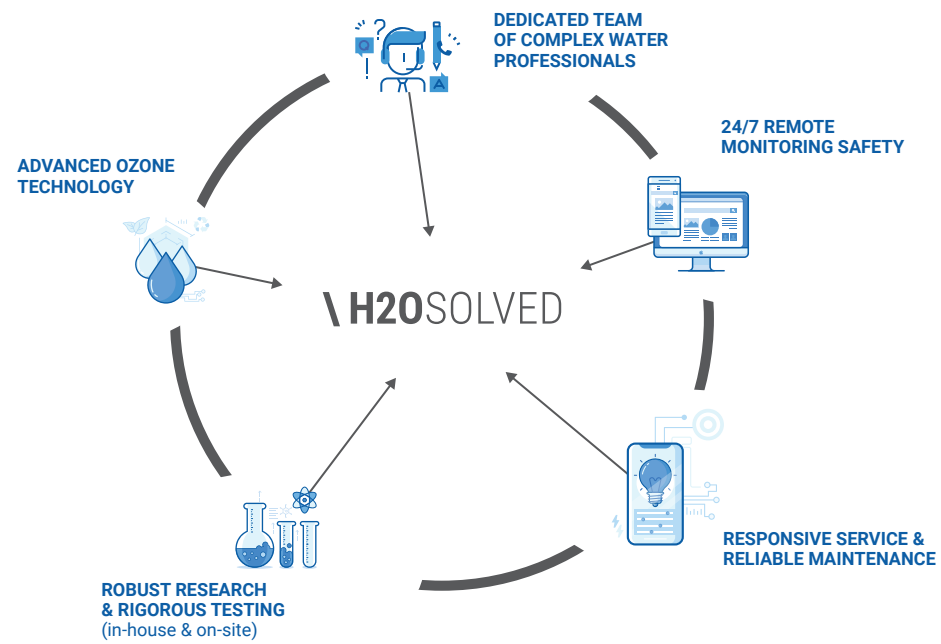 DEDICATED TEAM
OF COMPLEX WATER
PROFESSIONALS
Q
?
!
A
24/7 REMOTE
MONITORING SAFETY
ADVANCED OZONE
TECHNOLOGY
\ H2OSOLVED
RESPONSIVE SERVICE &
RELIABLE MAINTENANCE
ROBUST RESEARCH
& RIGOROUS TESTING
(in-house & on-site)